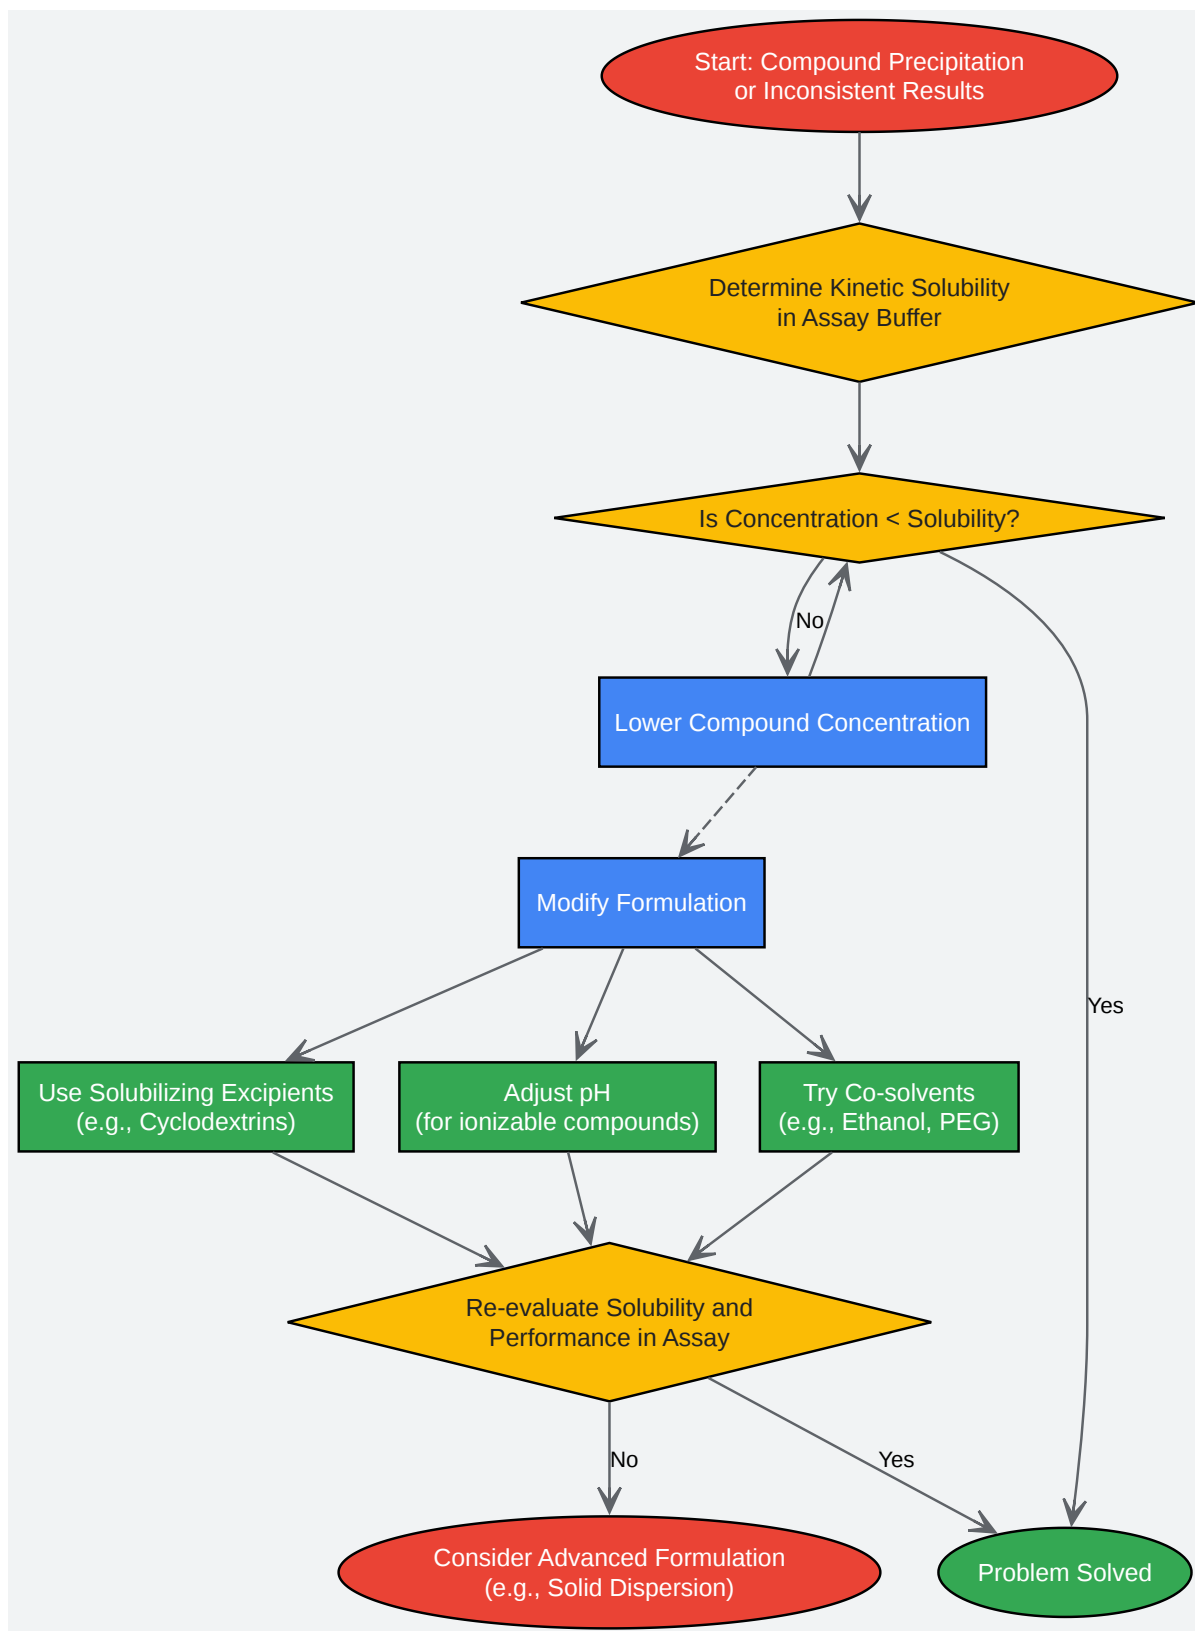 Start: Compound Precipitation
or Inconsistent Results
Determine Kinetic Solubility
in Assay Buffer
Is Concentration < Solubility?
No
Lower Compound Concentration
Modify Formulation
Yes
Use Solubilizing Excipients
(e.g., Cyclodextrins)
Adjust pH
(for ionizable compounds)
Try Co-solvents
(e.g., Ethanol, PEG)
Re-evaluate Solubility and
Performance in Assay
No
Yes
Consider Advanced Formulation
(e.g., Solid Dispersion)
Problem Solved